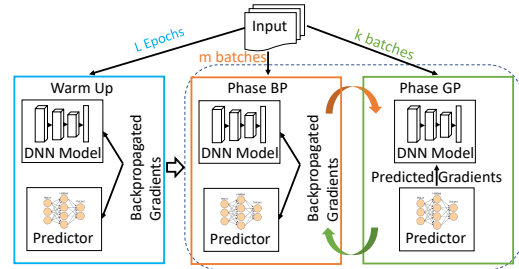 Input
L Epochs
m batches
k batches
Warm Up
DNN Model
Predictor
Backpropagated
Gradients
Phase BP
DNN Model
Predictor
Backpropagated
Gradients
Phase GP
DNN Model
Predicted Gradients
Predictor